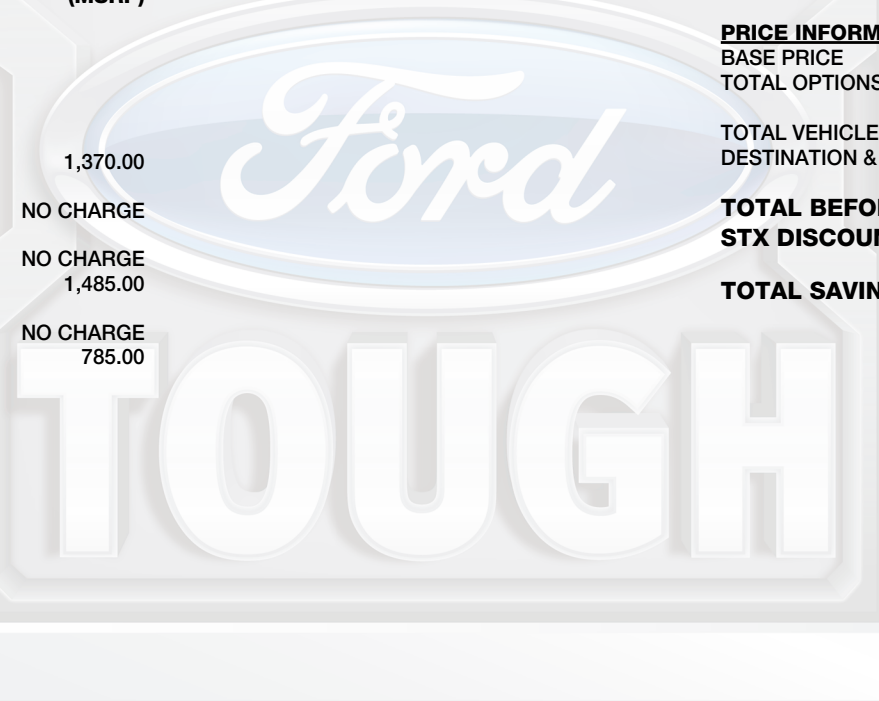 (MSRP)
1,370.00
NO CHARGE
NO CHARGE
1,485.00
NO CHARGE
785.00
PRICE INFORM
BASE PRICE
TOTAL OPTIONS
TOTAL VEHICLE
DESTINATION &
TOTAL BEFO
STX DISCOUN
TOTAL SAVIN
Ford
TOUGH